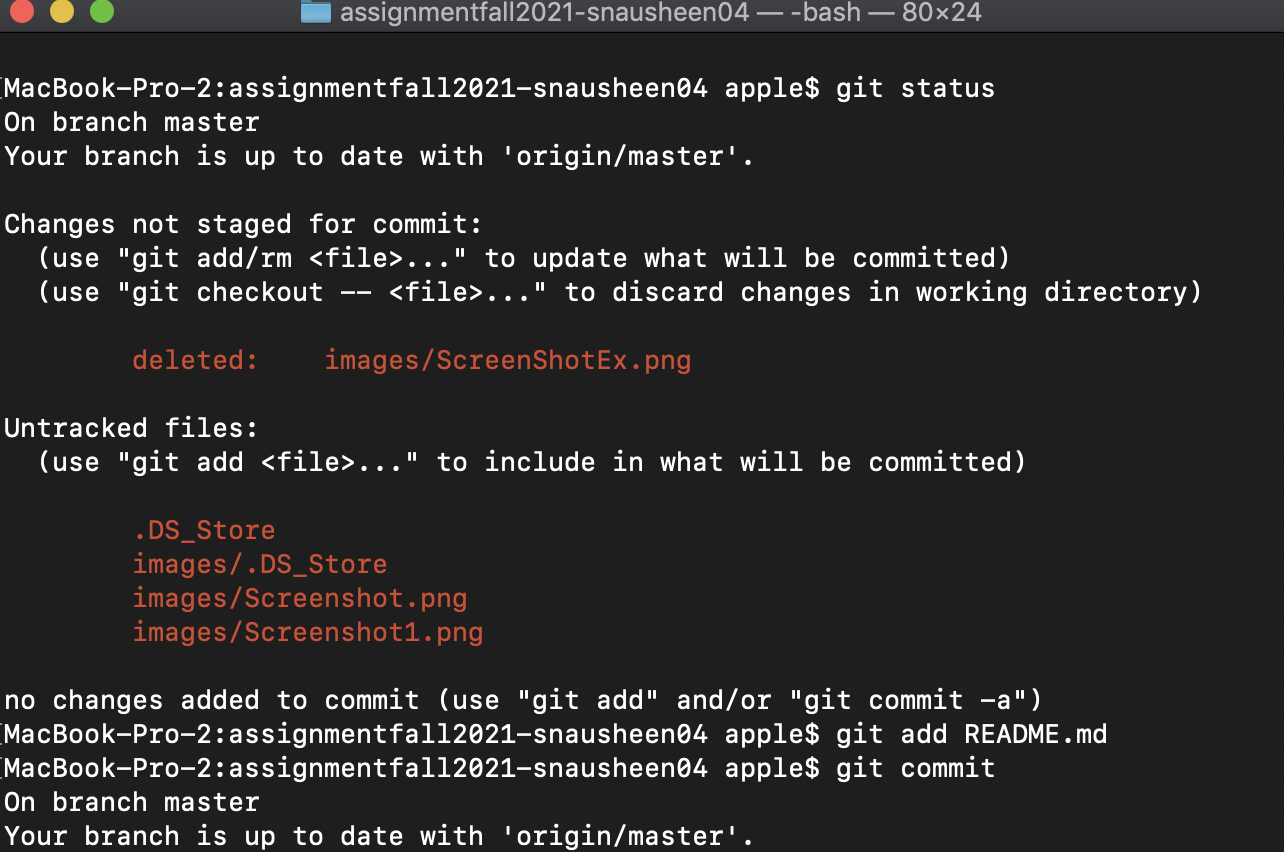 assignmentfall2021-snausheen04 — -bash — 80×24
[MacBook-Pro-2:assignmentfall2021-snausheen04 apple$ git status
On branch master
Your branch is up to date with 'origin/master'.
Changes not staged for commit:
  (use "git add/rm <file>..." to update what will be committed)
  (use "git checkout -- <file>..." to discard changes in working directory)
        deleted:    images/ScreenShotEx.png
Untracked files:
  (use "git add <file>..." to include in what will be committed)
        .DS_Store
        images/.DS_Store
        images/Screenshot.png
        images/Screenshot1.png
no changes added to commit (use "git add" and/or "git commit -a")
[MacBook-Pro-2:assignmentfall2021-snausheen04 apple$ git add README.md
[MacBook-Pro-2:assignmentfall2021-snausheen04 apple$ git commit
On branch master
Your branch is up to date with 'origin/master'.